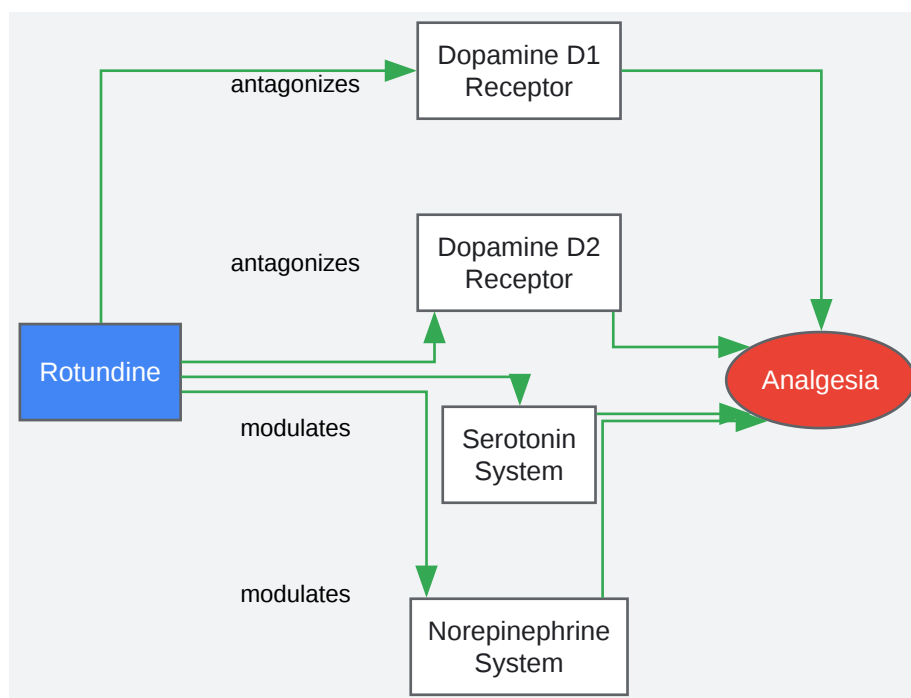 Dopamine D1
Receptor
antagonizes
Dopamine D2
Receptor
antagonizes
Rotundine
Analgesia
modulates
Serotonin
System
modulates
Norepinephrine
System